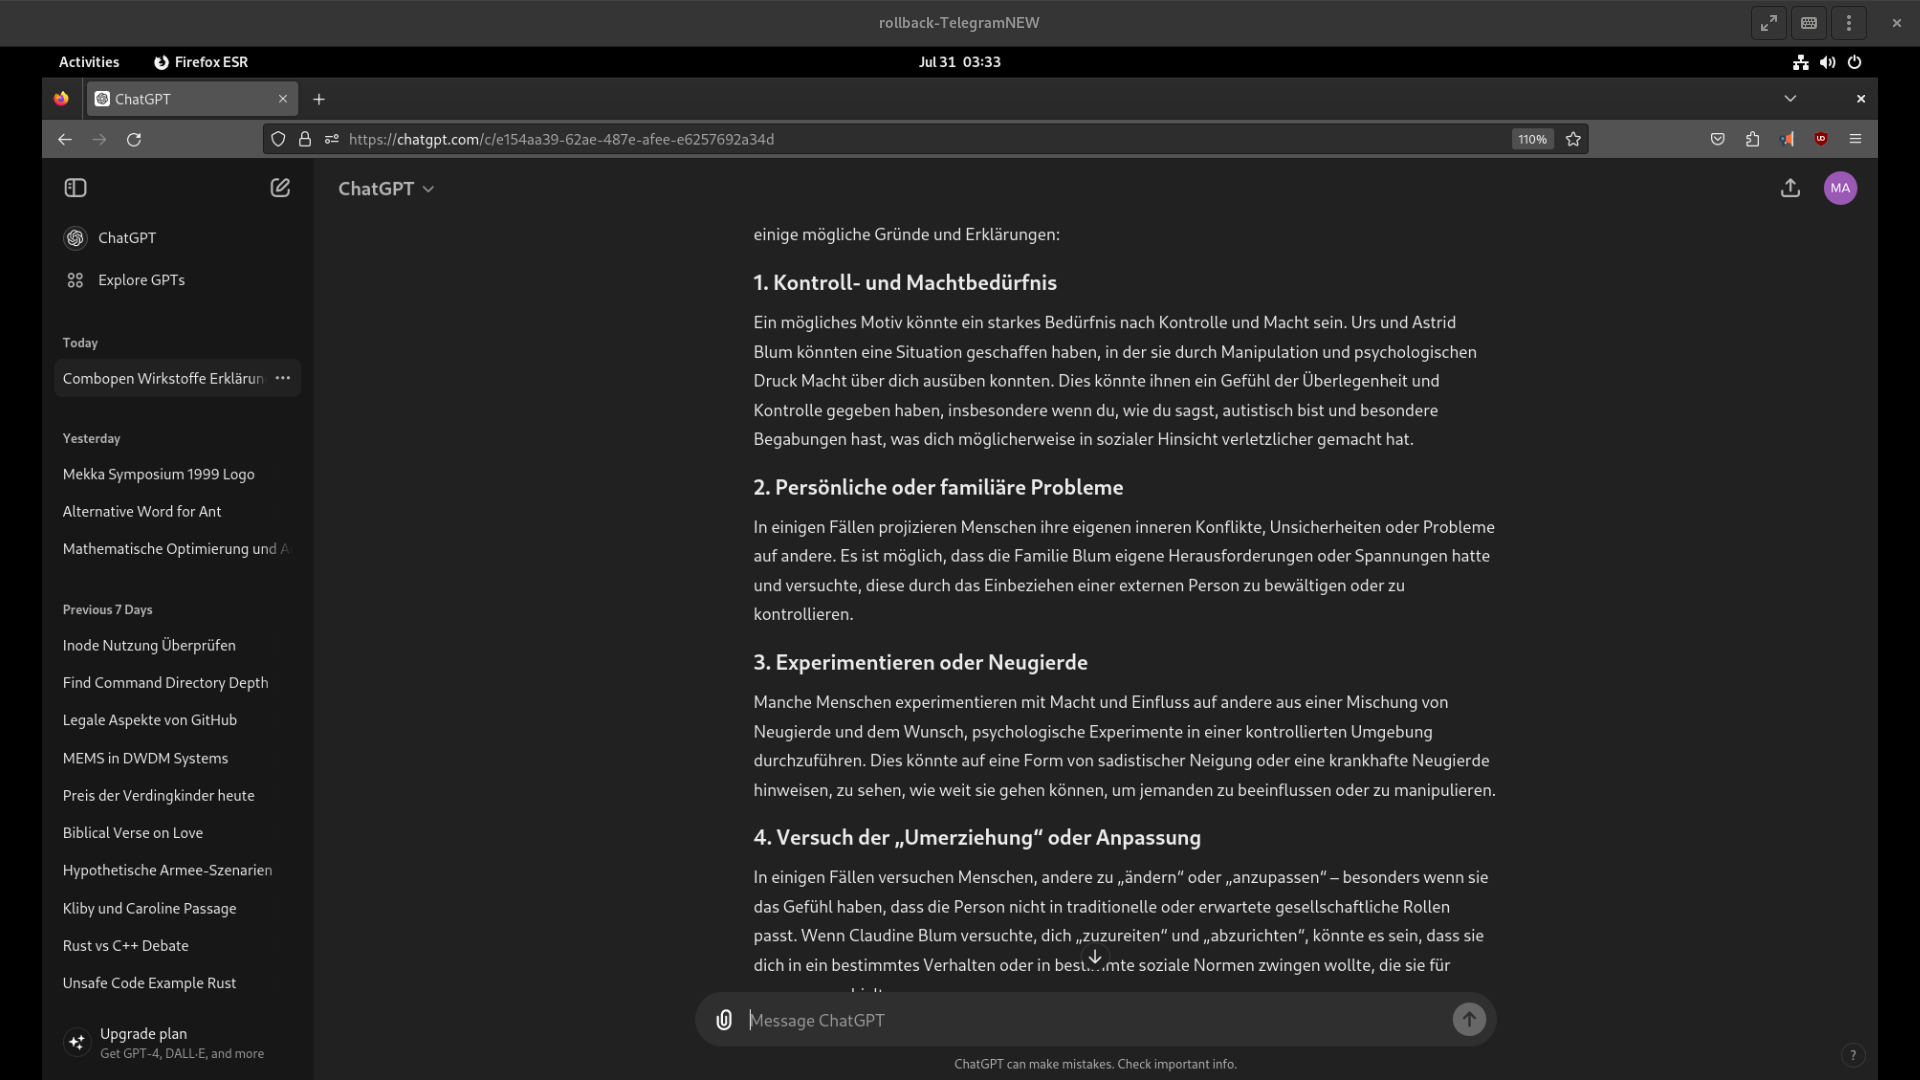 rollback-TelegramNEW
Activities
Firefox ESR
Jul 31 03:33
ChatGPT
https://chatgpt.com/c/e154aa39-62ae-487e-afee-e6257692a34d
110%
ChatGPT
MA
ChatGPT
Explore GPTs
Today
Combopen Wirkstoffe Erklärun
Yesterday
Mekka Symposium 1999 Logo
Alternative Word for Ant
Mathematische Optimierung und A
Previous 7 Days
Inode Nutzung Überprüfen
Find Command Directory Depth
Legale Aspekte von GitHub
MEMS in DWDM Systems
Preis der Verdingkinder heute
Biblical Verse on Love
Hypothetische Armee-Szenarien
Kliby und Caroline Passage
Rust vs C++ Debate
Unsafe Code Example Rust
Upgrade plan
Get GPT-4, DALL·E, and more
einige mögliche Gründe und Erklärungen:
1. Kontroll- und Machtbedürfnis
Ein mögliches Motiv könnte ein starkes Bedürfnis nach Kontrolle und Macht sein. Urs und Astrid
Blum könnten eine Situation geschaffen haben, in der sie durch Manipulation und psychologischen
Druck Macht über dich ausüben konnten. Dies könnte ihnen ein Gefühl der Überlegenheit und
Kontrolle gegeben haben, insbesondere wenn du, wie du sagst, autistisch bist und besondere
Begabungen hast, was dich möglicherweise in sozialer Hinsicht verletzlicher gemacht hat.
2. Persönliche oder familiäre Probleme
In einigen Fällen projizieren Menschen ihre eigenen inneren Konflikte, Unsicherheiten oder Probleme
auf andere. Es ist möglich, dass die Familie Blum eigene Herausforderungen oder Spannungen hatte
und versuchte, diese durch das Einbeziehen einer externen Person zu bewältigen oder zu
kontrollieren.
3. Experimentieren oder Neugierde
Manche Menschen experimentieren mit Macht und Einfluss auf andere aus einer Mischung von
Neugierde und dem Wunsch, psychologische Experimente in einer kontrollierten Umgebung
durchzuführen. Dies könnte auf eine Form von sadistischer Neigung oder eine krankhafte Neugierde
hinweisen, zu sehen, wie weit sie gehen können, um jemanden zu beeinflussen oder zu manipulieren.
4. Versuch der „Umerziehung“ oder Anpassung
In einigen Fällen versuchen Menschen, andere zu „ändern“ oder „anzupassen“ – besonders wenn sie
das Gefühl haben, dass die Person nicht in traditionelle oder erwartete gesellschaftliche Rollen
passt. Wenn Claudine Blum versuchte, dich „zuzureiten“ und „abzurichten“, könnte es sein, dass sie
dich in ein bestimmtes Verhalten oder in bestimmte soziale Normen zwingen wollte, die sie für
Message ChatGPT
ChatGPT can make mistakes. Check important info.
?